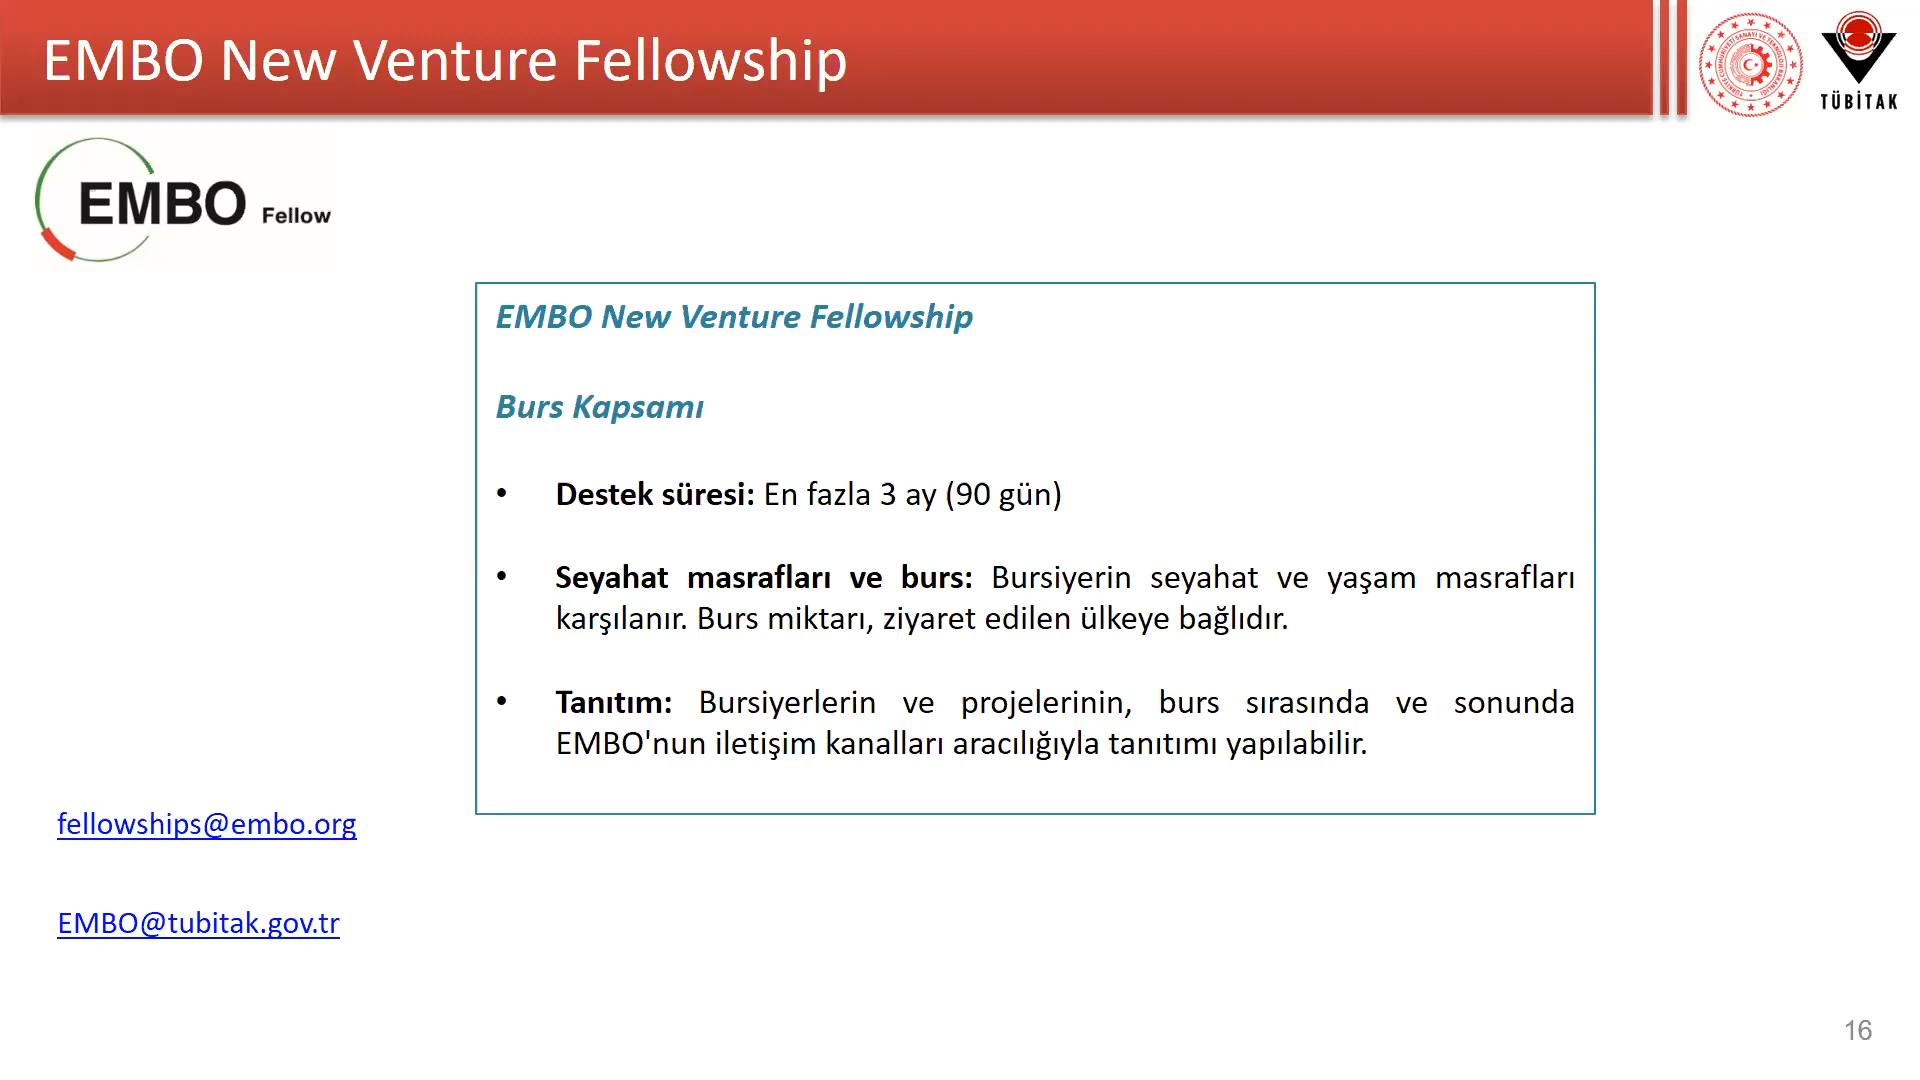 EMBO New Venture Fellowship
TÜBİTAK
EMBO Fellow
EMBO New Venture Fellowship
Burs Kapsamı
• Destek süresi: En fazla 3 ay (90 gün)
• Seyahat masrafları ve burs: Bursiyerin seyahat ve yaşam masrafları
karşılanır. Burs miktarı, ziyaret edilen ülkeye bağlıdır.
• Tanıtım: Bursiyerlerin ve projelerinin, burs sırasında ve sonunda
EMBO'nun iletişim kanalları aracılığıyla tanıtımı yapılabilir.
fellowships@embo.org
EMBO@tubitak.gov.tr
16